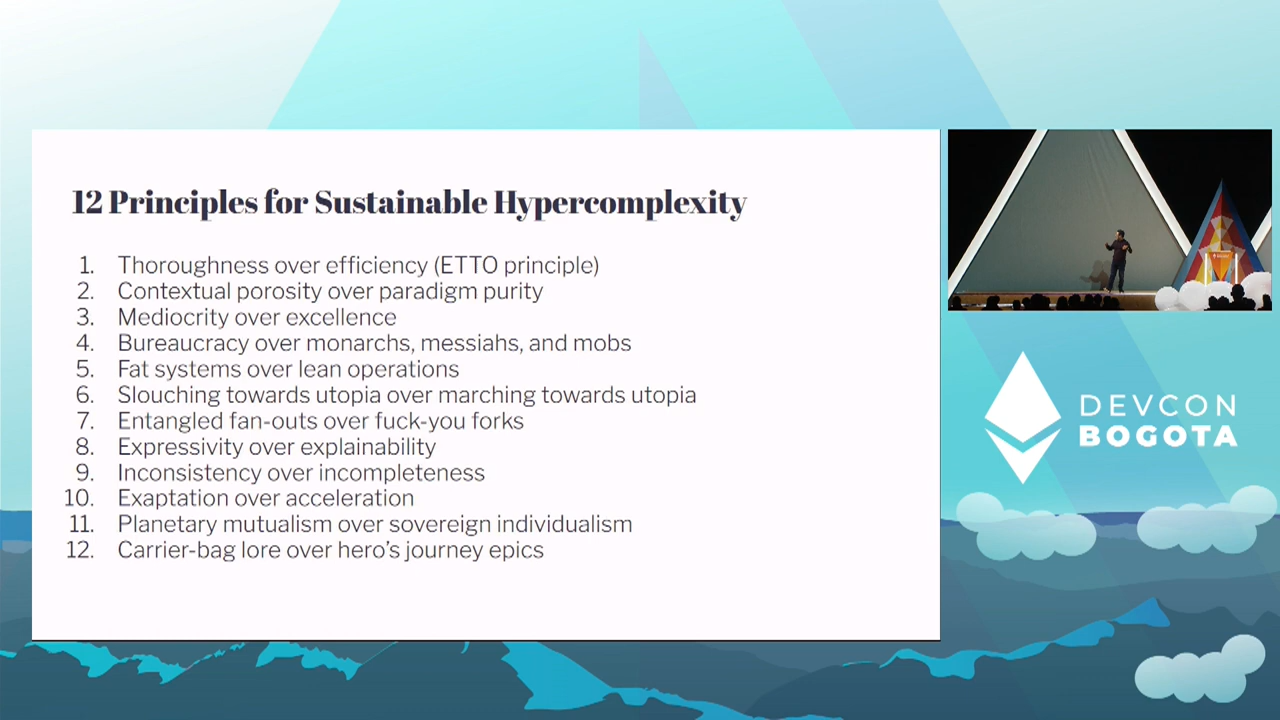 12 Principles for Sustainable Hypercomplexity
1. Thoroughness over efficiency (ETTO principle)
2. Contextual porosity over paradigm purity
3. Mediocrity over excellence
4. Bureaucracy over monarchs, messiahs, and mobs
5. Fat systems over lean operations
6. Slouching towards utopia over marching towards utopia
7. Entangled fan-outs over fuck-you forks
8. Expressivity over explainability
9. Inconsistency over incompleteness
10. Exaptation over acceleration
11. Planetary mutualism over sovereign individualism
12. Carrier-bag lore over hero's journey epics
DEVCON
BOGOTA